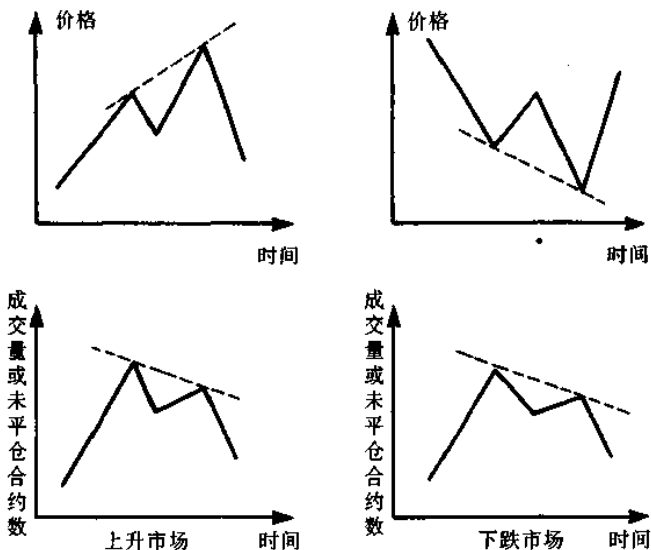 价格
价格
时间
时间
成交量或未平仓合约数
成交量或未平仓合约数
上升市场
时间
下跌市场
时间